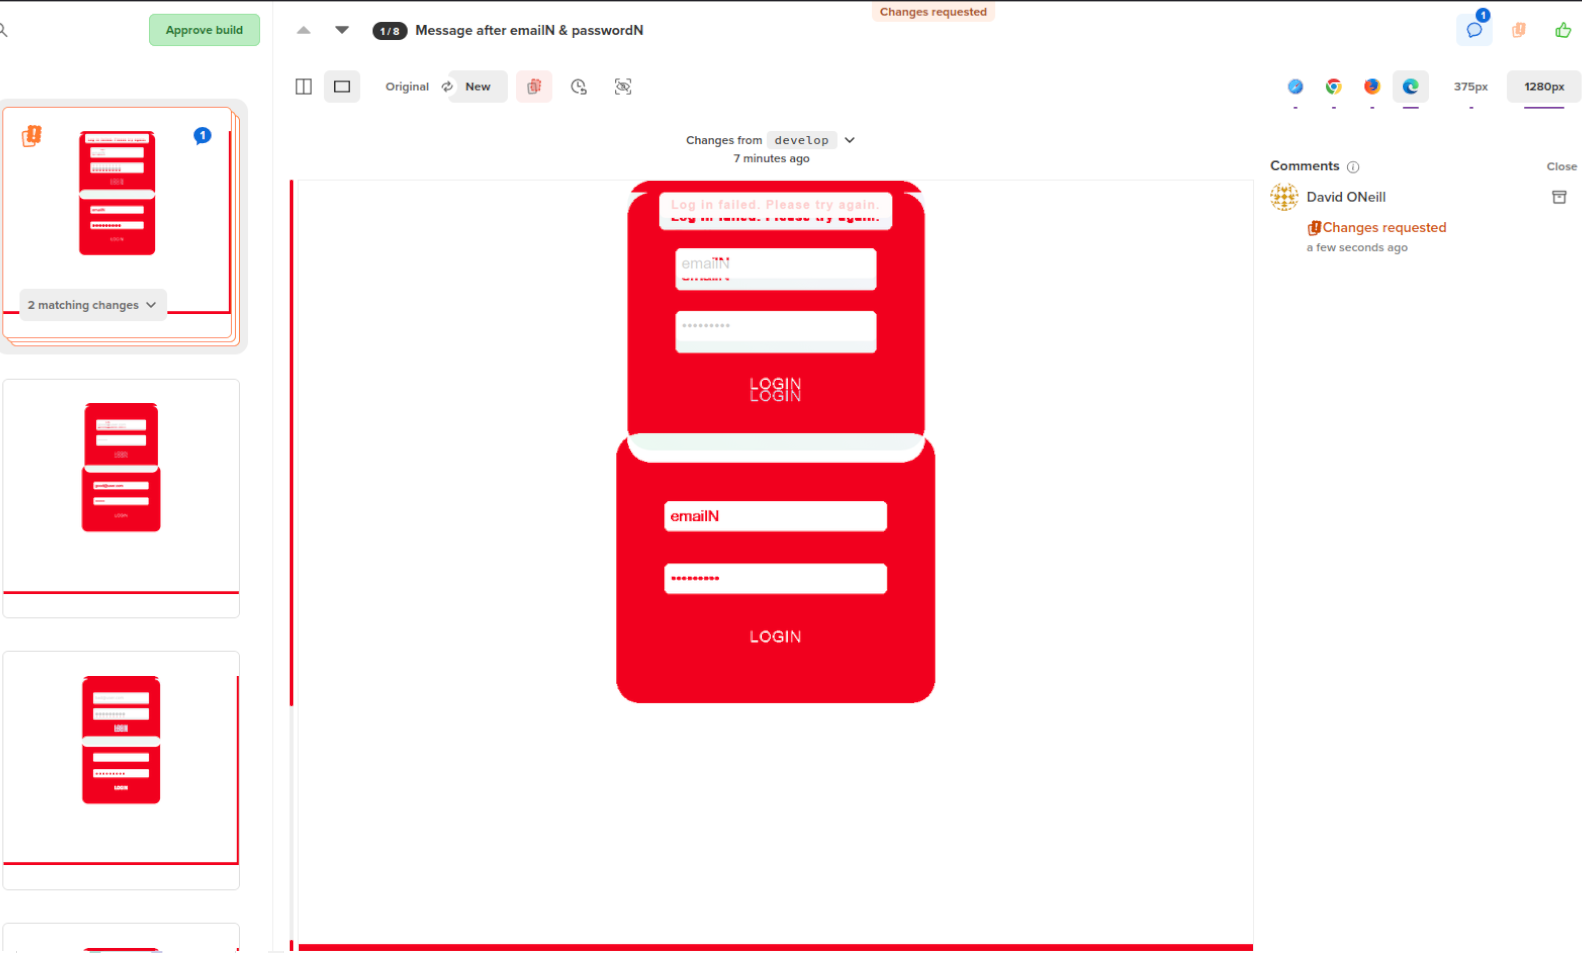 Changes requested
1
Approve build
1/8
Message after emailN & passwordN
Original
New
375px
1280px
1
Changes from develop
7 minutes ago
Comments
Close
David ONeill
Changes requested
a few seconds ago
2 matching changes
Log in failed. Please try again.
Log in failed. Please try again.
emailN
emailN
LOGIN
LOGIN
emailN
LOGIN